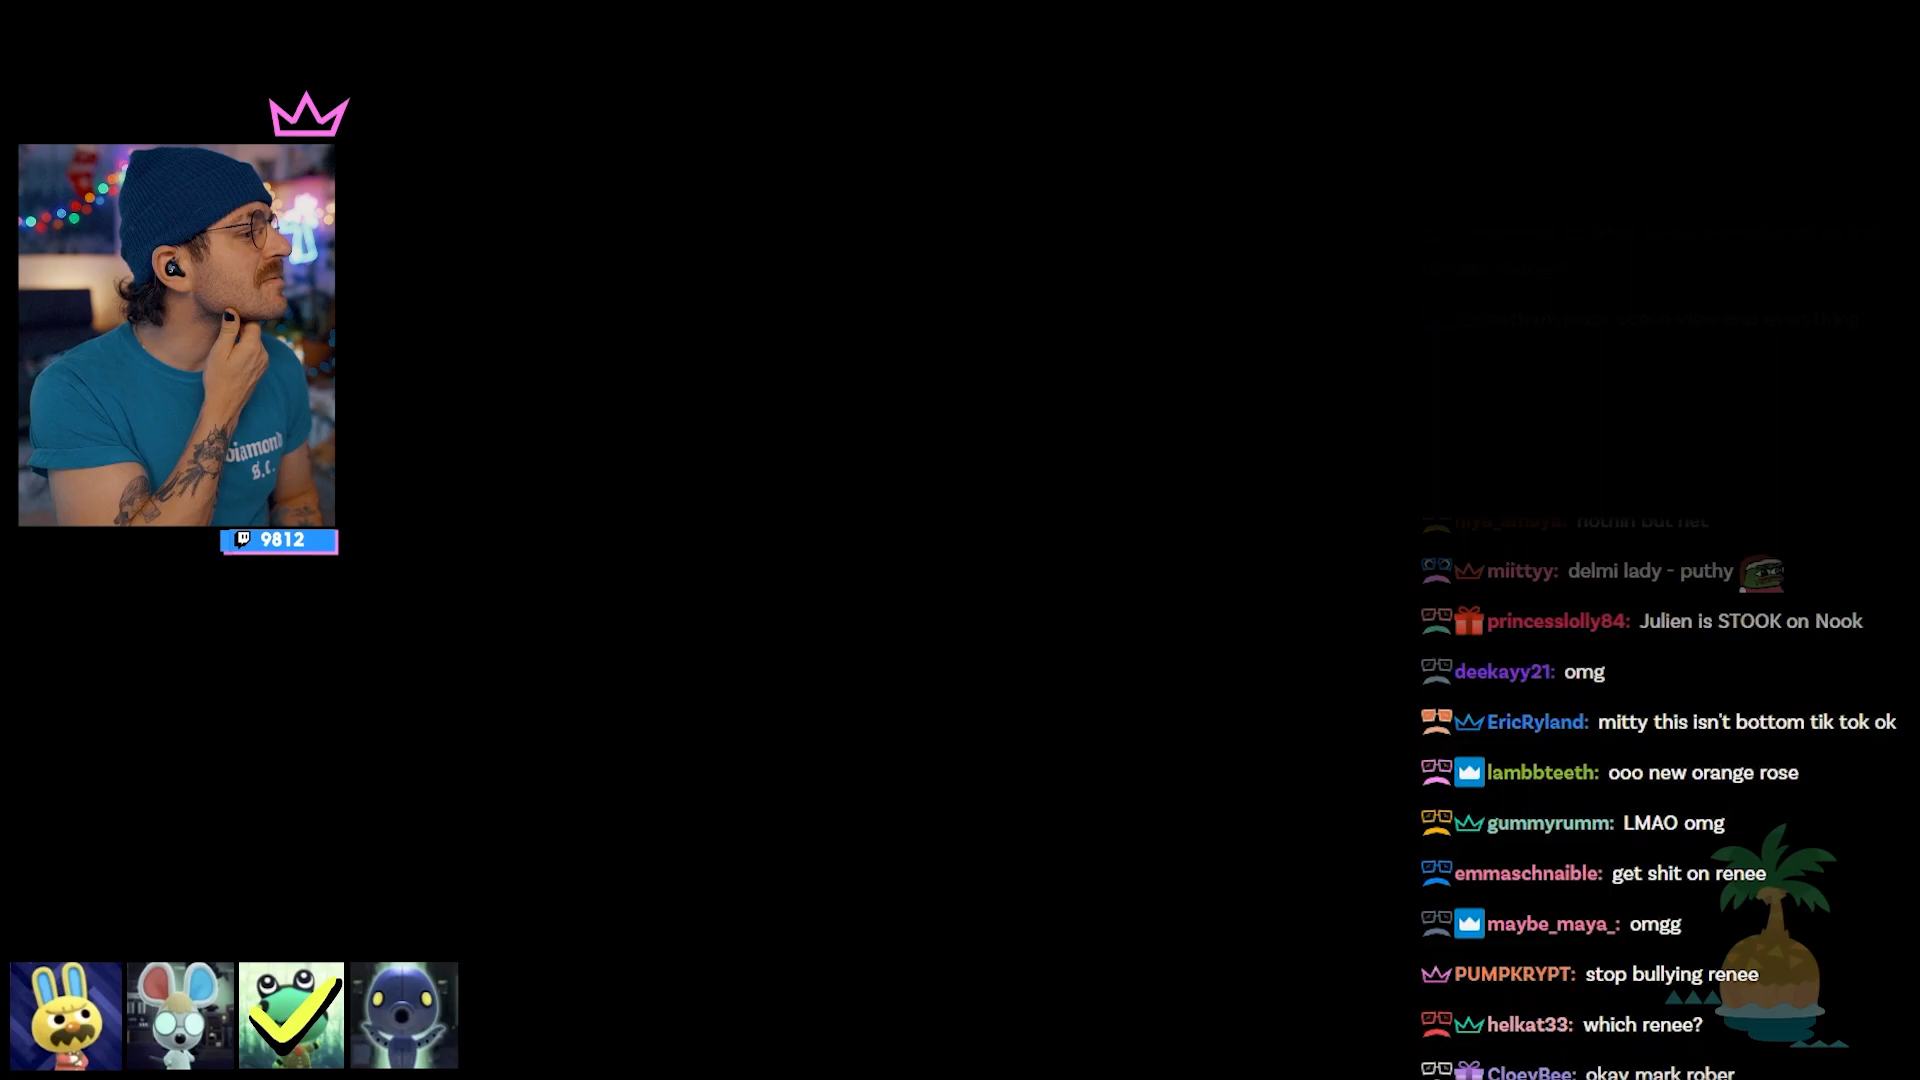 Diamond
s.c.
9812
miittyy: delmi lady - puthy
princesslolly84: Julien is STOOK on Nook
deekayy21: omg
EricRyland: mitty this isn't bottom tik tok ok
lambbteeth: ooo new orange rose
gummyrumm: LMAO omg
emmaschnaible: get shit on renee
maybe_maya_: omgg
PUMPKRYPT: stop bullying renee
helkat33: which renee?
CloeyBee: okay mark rober